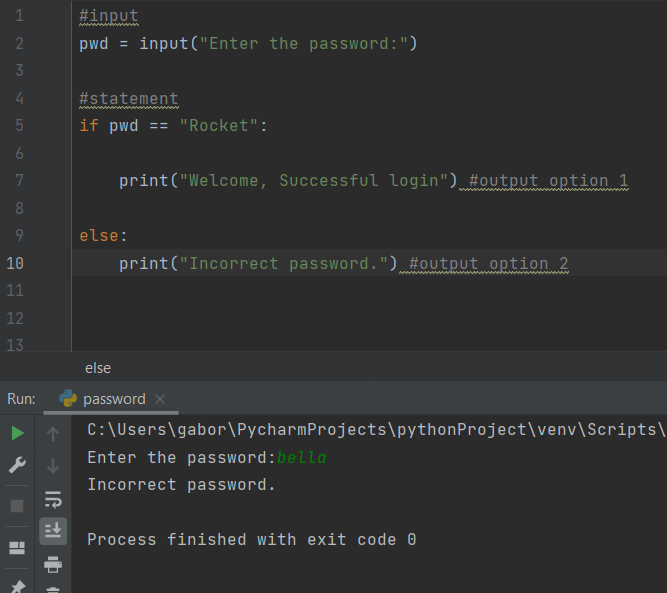 1 #input
2 pwd = input("Enter the password:")
3
4 #statement
5 if pwd == "Rocket":
6
7     print("Welcome, Successful login") #output option 1
8
9 else:
10     print("Incorrect password.") #output option 2
11
12
13
else
Run: password
C:\Users\gabor\PycharmProjects\pythonProject\venv\Scripts\
Enter the password:bella
Incorrect password.
Process finished with exit code 0